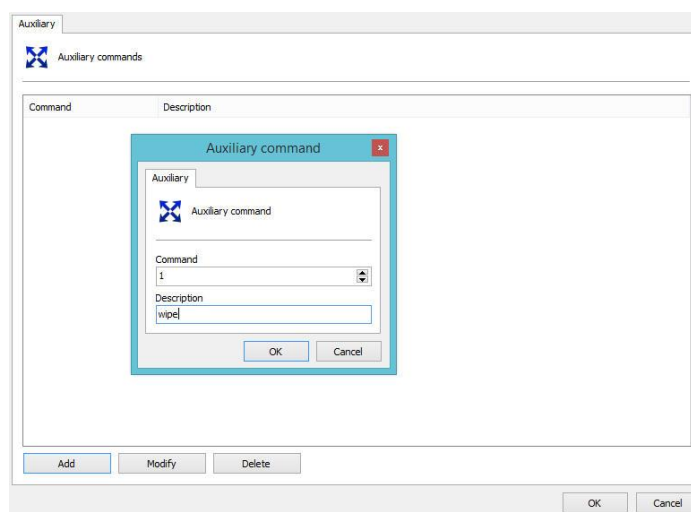 Auxiliary
Auxiliary commands
Command Description
Auxiliary command
x
Auxiliary
Auxiliary command
Command
1
Description
wipe
OK Cancel
Add Modify Delete
OK Cancel